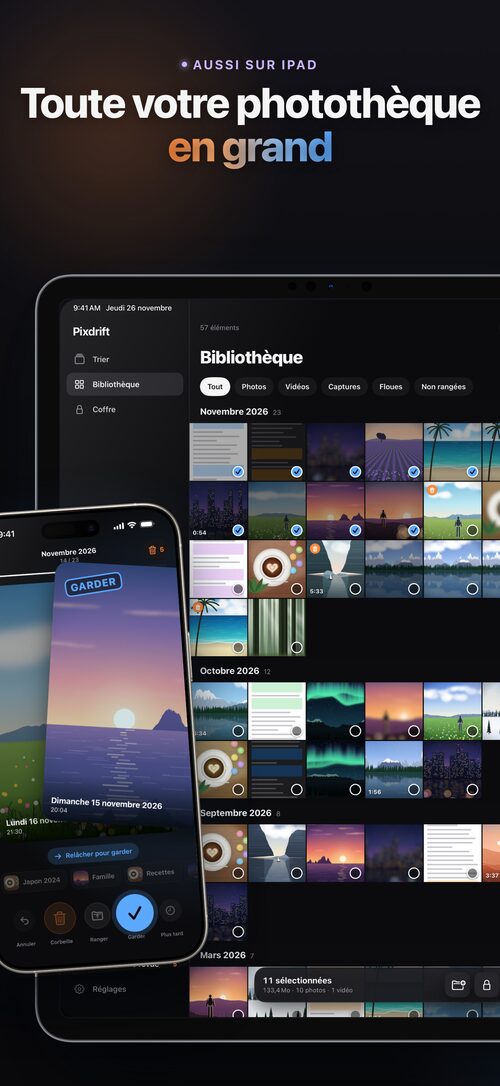 AUSSI SUR IPAD
Toute votre photothèque
en grand
9:41 AM Jeudi 26 novembre
Pixdrift
Trier
Bibliothèque
Coffre
57 éléments
Bibliothèque
Tout
Photos
Vidéos
Captures
Floues
Non rangées
Novembre 2026 23
0:54
5:33
Octobre 2026 12
1:56
Septembre 2026 8
3:37
Mars 2026 7
11 sélectionnées
133,4 Mo · 10 photos · 1 vidéo
Réglages
Novembre 2026
14 / 23
5
GARDER
Dimanche 15 novembre 2026
20:04
Lundi 16
21:30
Relâcher pour garder
Japon 2024
Famille
Recettes
Annuler
Corbeille
Ranger
Garder
Plus tard